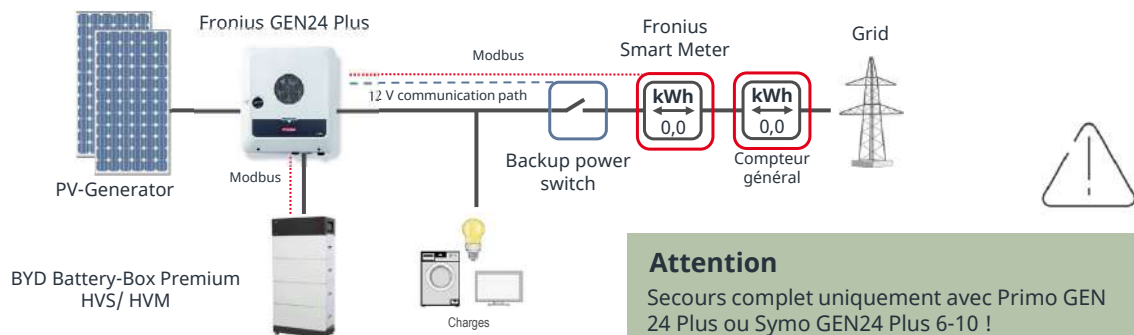 Fronius GEN24 Plus
Fronius
Smart Meter
Grid
Modbus
12 V communication path
kWh
0,0
kWh
0,0
Backup power
switch
Compteur
général
PV-Generator
Modbus
BYD Battery-Box Premium
HVS/ HVM
Charges
Attention
Secours complet uniquement avec Primo GEN
24 Plus ou Symo GEN24 Plus 6-10 !